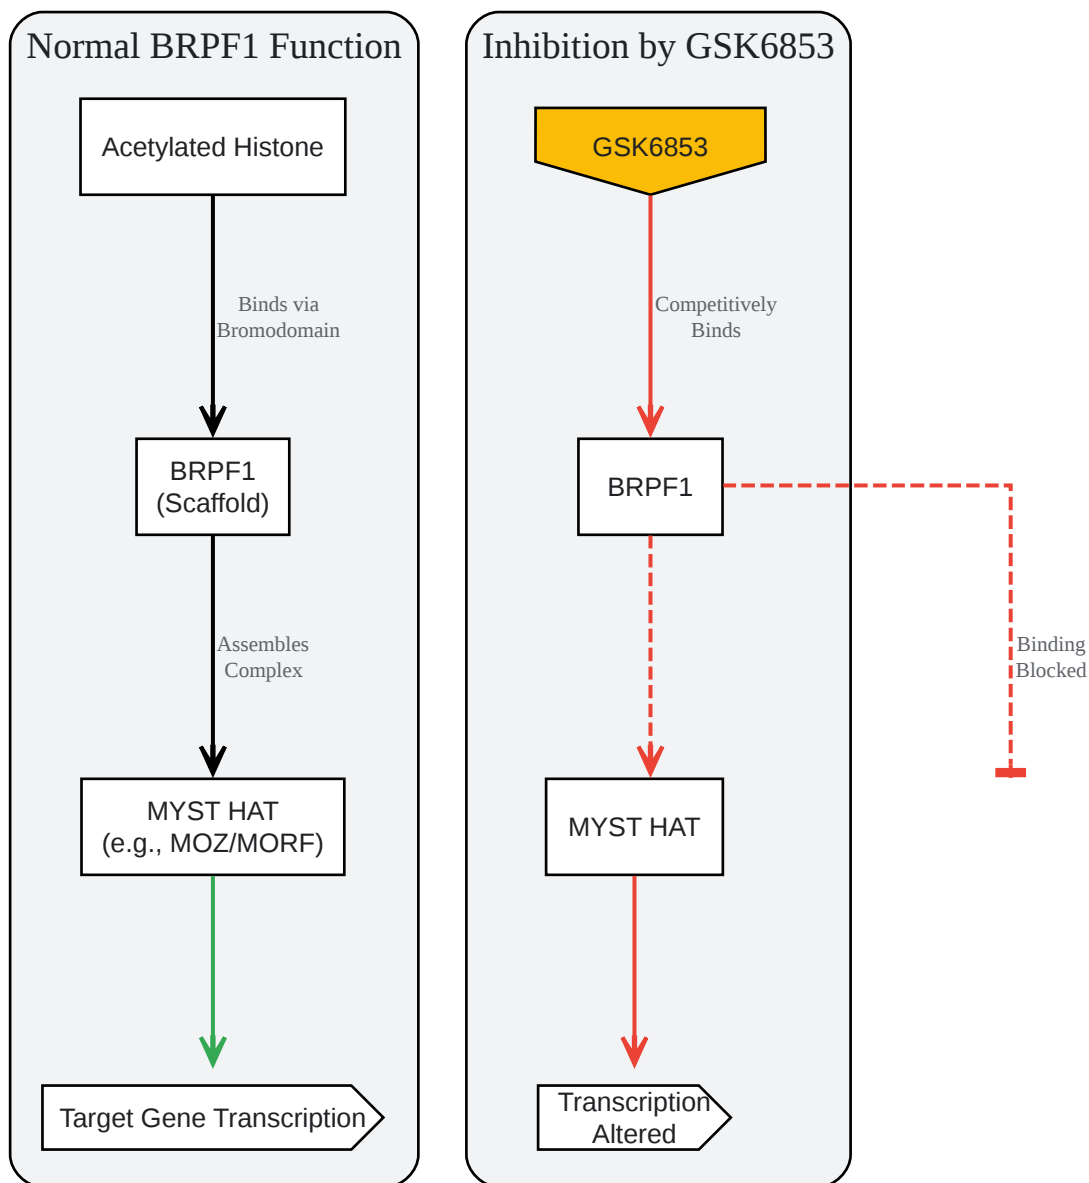 Normal BRPF1 Function
Acetylated Histone
Binds via
Bromodomain
BRPF1
(Scaffold)
Assembles
Complex
MYST HAT
(e.g., MOZ/MORF)
Target Gene Transcription
Inhibition by GSK6853
GSK6853
Competitively
Binds
BRPF1
Binding
Blocked
MYST HAT
Transcription
Altered